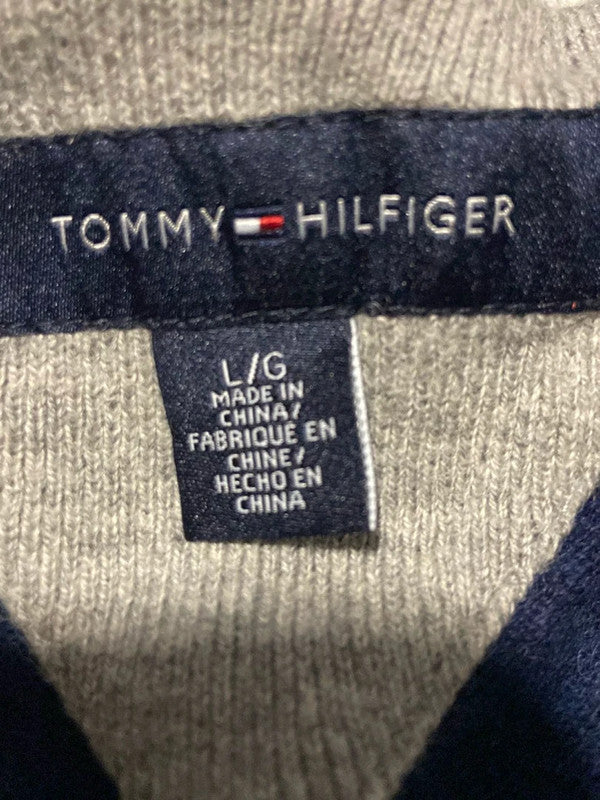 TOMMY HILFIGER
L/G
MADE IN
CHINA/
FABRIQUÉ EN
CHINE/
HECHO EN
CHINA